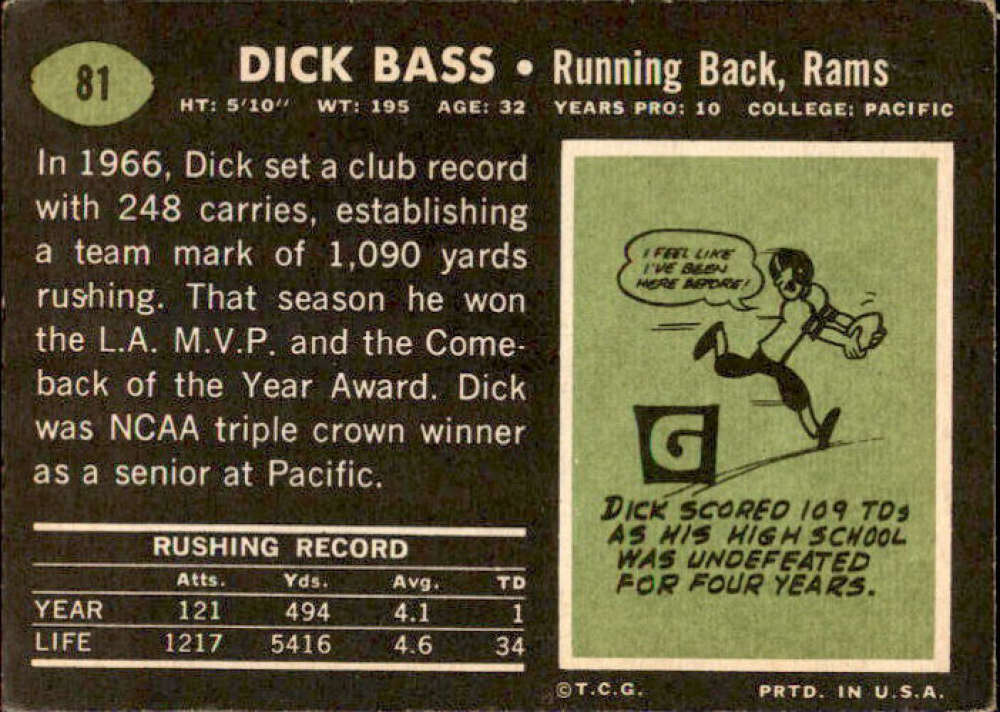 81
DICK BASS • Running Back, Rams
HT: 5'10" WT: 195 AGE: 32 YEARS PRO: 10 COLLEGE: PACIFIC
In 1966, Dick set a club record
with 248 carries, establishing
a team mark of 1,090 yards
rushing. That season he won
the L.A. M.V.P. and the Come-
back of the Year Award. Dick
was NCAA triple crown winner
as a senior at Pacific.
RUSHING RECORD
Atts. Yds. Avg. TD
YEAR 121 494 4.1 1
LIFE 1217 5416 4.6 34
I FEEL LIKE
I'VE BEEN
HERE BEFORE!
G
DICK SCORED 109 TDs
AS HIS HIGH SCHOOL
WAS UNDEFEATED
FOR FOUR YEARS.
©T.C.G. PRTD. IN U.S.A.